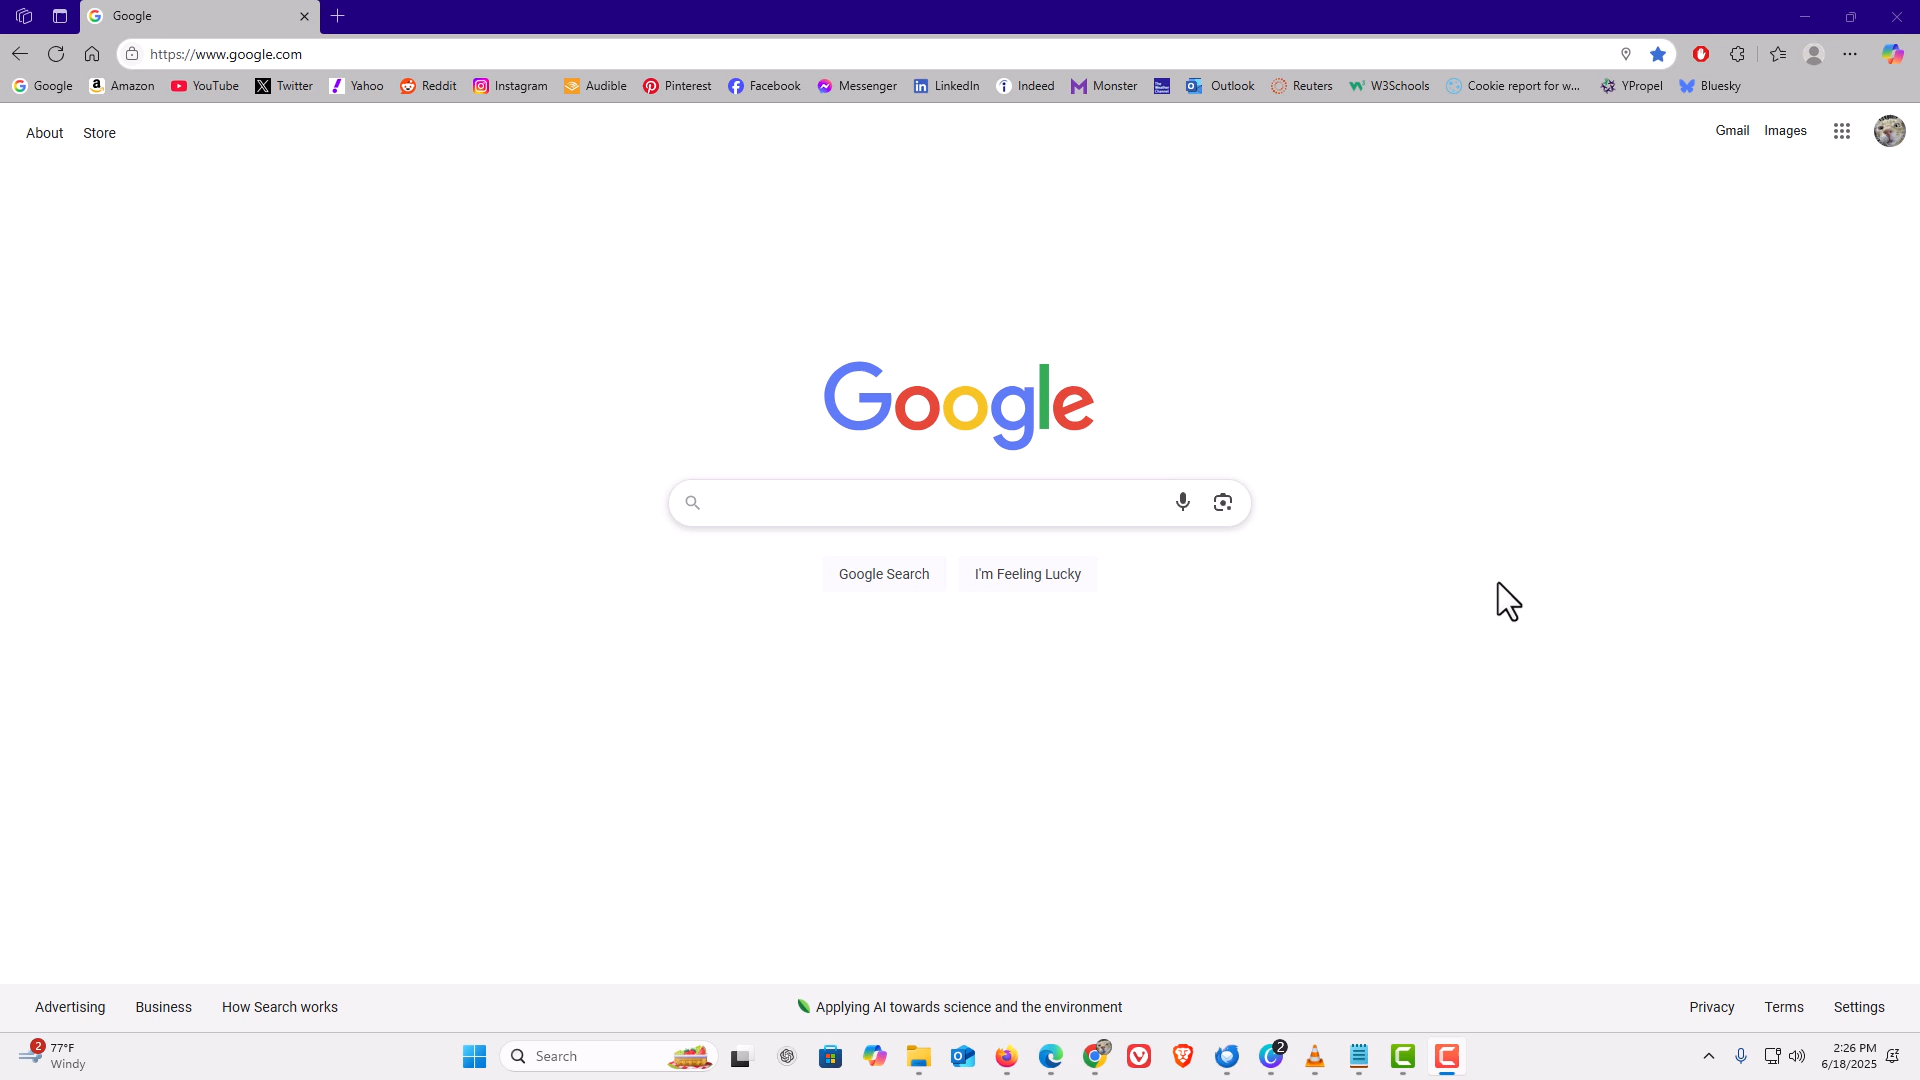 Google
https://www.google.com
Google Amazon YouTube Twitter Yahoo Reddit Instagram Audible Pinterest Facebook Messenger LinkedIn Indeed Monster Outlook Reuters W3Schools Cookie report for w... YPropel Bluesky
About Store Gmail Images
Google
Google Search I'm Feeling Lucky
Advertising Business How Search works Applying AI towards science and the environment Privacy Terms Settings
2 77°F Search 2 2:26 PM
Windy 6/18/2025